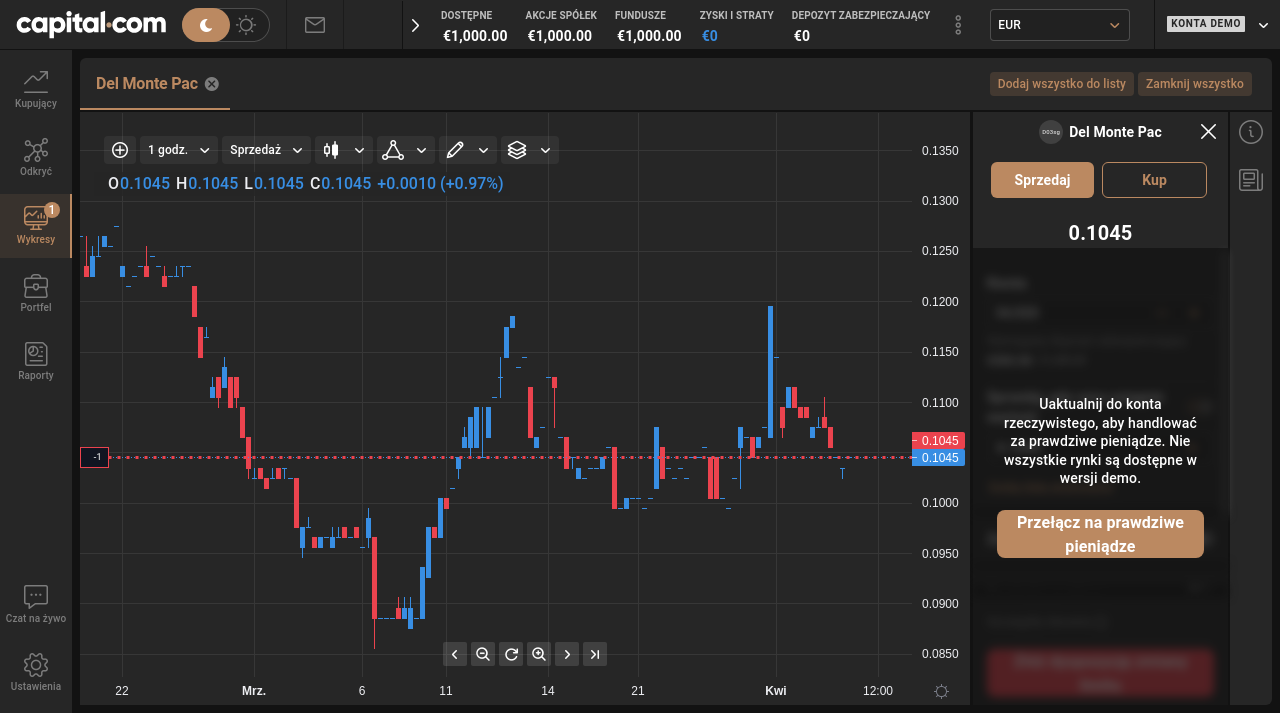 capital.com
DOSTĘPNE
€1,000.00
AKCJE SPÓŁEK
€1,000.00
FUNDUSZE
€1,000.00
ZYSKI I STRATY
€0
DEPOZYT ZABEZPIECZAJĄCY
€0
EUR
KONTO DEMO
Kupujący
Odkryć
1
Wykresy
Portfel
Raporty
Czat na żywo
Ustawienia
Del Monte Pac
Dodaj wszystko do listy
Zamknij wszystko
1 godz.
Sprzedaż
O0.1045 H0.1045 L0.1045 C0.1045 +0.0010 (+0.97%)
0.1350
0.1300
0.1250
0.1200
0.1150
0.1100
0.1045
0.1045
0.1000
0.0950
0.0900
0.0850
-1
22
Mrz.
6
11
14
21
Kwi
12:00
D03sg
Del Monte Pac
Sprzedaj
Kup
0.1045
Uaktualnij do konta
rzeczywistego, aby handlować
za prawdziwe pieniądze. Nie
wszystkie rynki są dostępne w
wersji demo.
Przełącz na prawdziwe
pieniądze